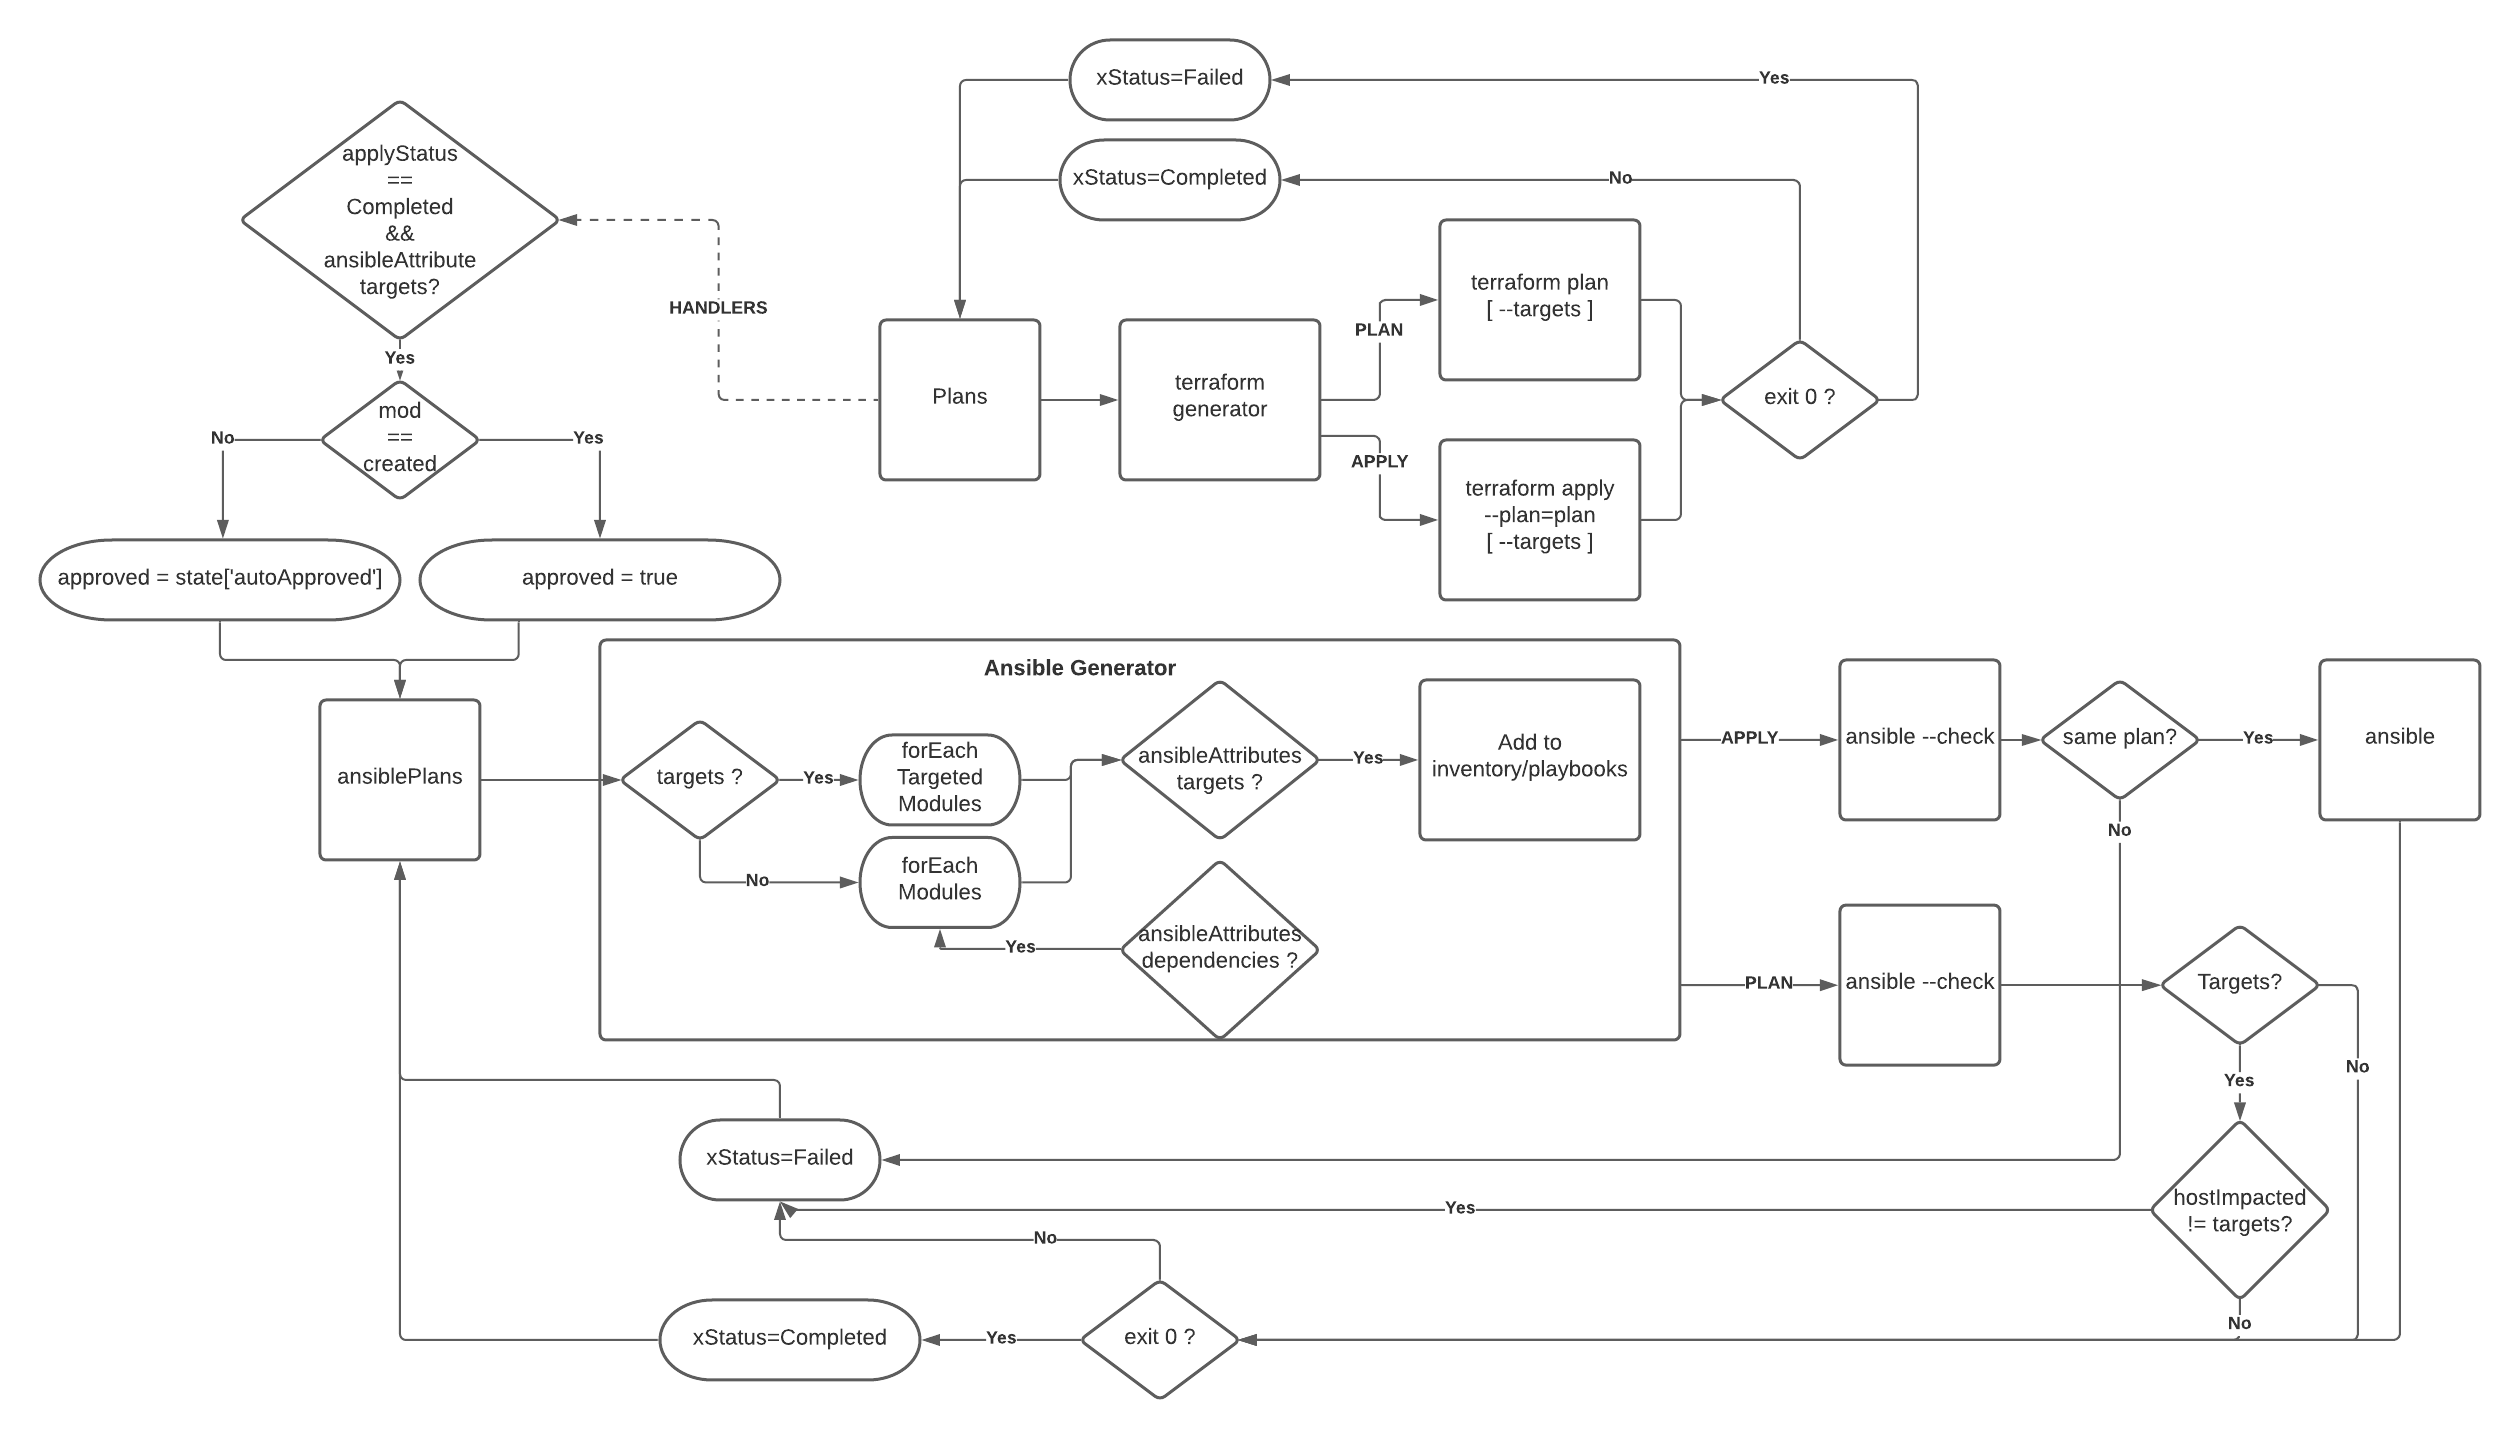 xStatus=Failed
Yes
xStatus=Completed
No
applyStatus
==
Completed
&&
ansibleAttribute
targets?
HANDLERS
Yes
mod
==
created
No
Yes
approved = state['autoApproved']
approved = true
Plans
terraform
generator
PLAN
APPLY
terraform plan
[ --targets ]
terraform apply
--plan=plan
[ --targets ]
exit 0 ?
Ansible Generator
ansiblePlans
targets ?
Yes
No
forEach
Targeted
Modules
forEach
Modules
Yes
ansibleAttributes
targets ?
Yes
ansibleAttributes
dependencies ?
Add to
inventory/playbooks
APPLY
ansible --check
same plan?
Yes
ansible
No
PLAN
ansible --check
Targets?
Yes
No
xStatus=Failed
hostImpacted
!= targets?
Yes
No
No
xStatus=Completed
Yes
exit 0 ?